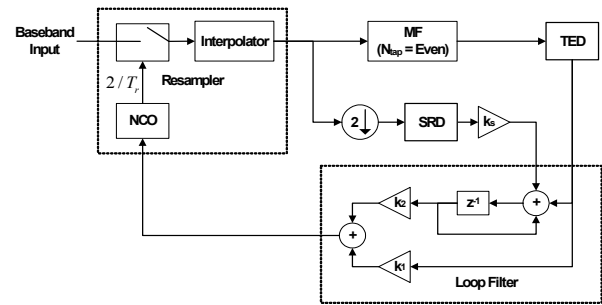 Baseband
Input
Interpolator
MF
(Ntap = Even)
TED
2 / Tr
Resampler
NCO
2
SRD
ks
k2
z-1
+
+
k1
Loop Filter